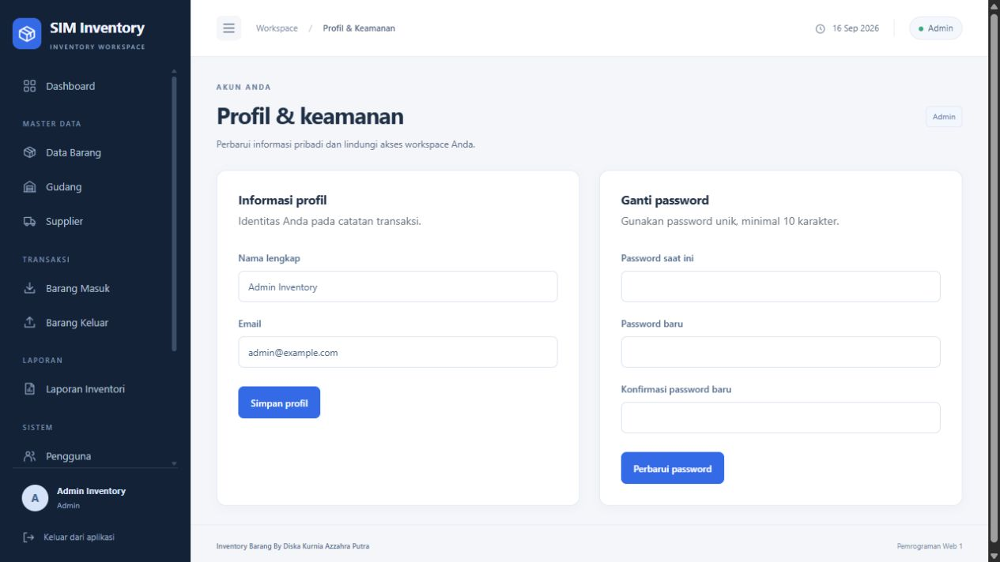 SIM Inventory
INVENTORY WORKSPACE
Dashboard
MASTER DATA
Data Barang
Gudang
Supplier
TRANSAKSI
Barang Masuk
Barang Keluar
LAPORAN
Laporan Inventori
SISTEM
Pengguna
A
Admin Inventory
Admin
Keluar dari aplikasi
Workspace / Profil & Keamanan
16 Sep 2026
Admin
AKUN ANDA
Profil & keamanan
Admin
Perbarui informasi pribadi dan lindungi akses workspace Anda.
Informasi profil
Identitas Anda pada catatan transaksi.
Nama lengkap
Admin Inventory
Email
admin@example.com
Simpan profil
Ganti password
Gunakan password unik, minimal 10 karakter.
Password saat ini
Password baru
Konfirmasi password baru
Perbarui password
Inventory Barang By Diska Kurnia Azzahra Putra
Pemrograman Web 1